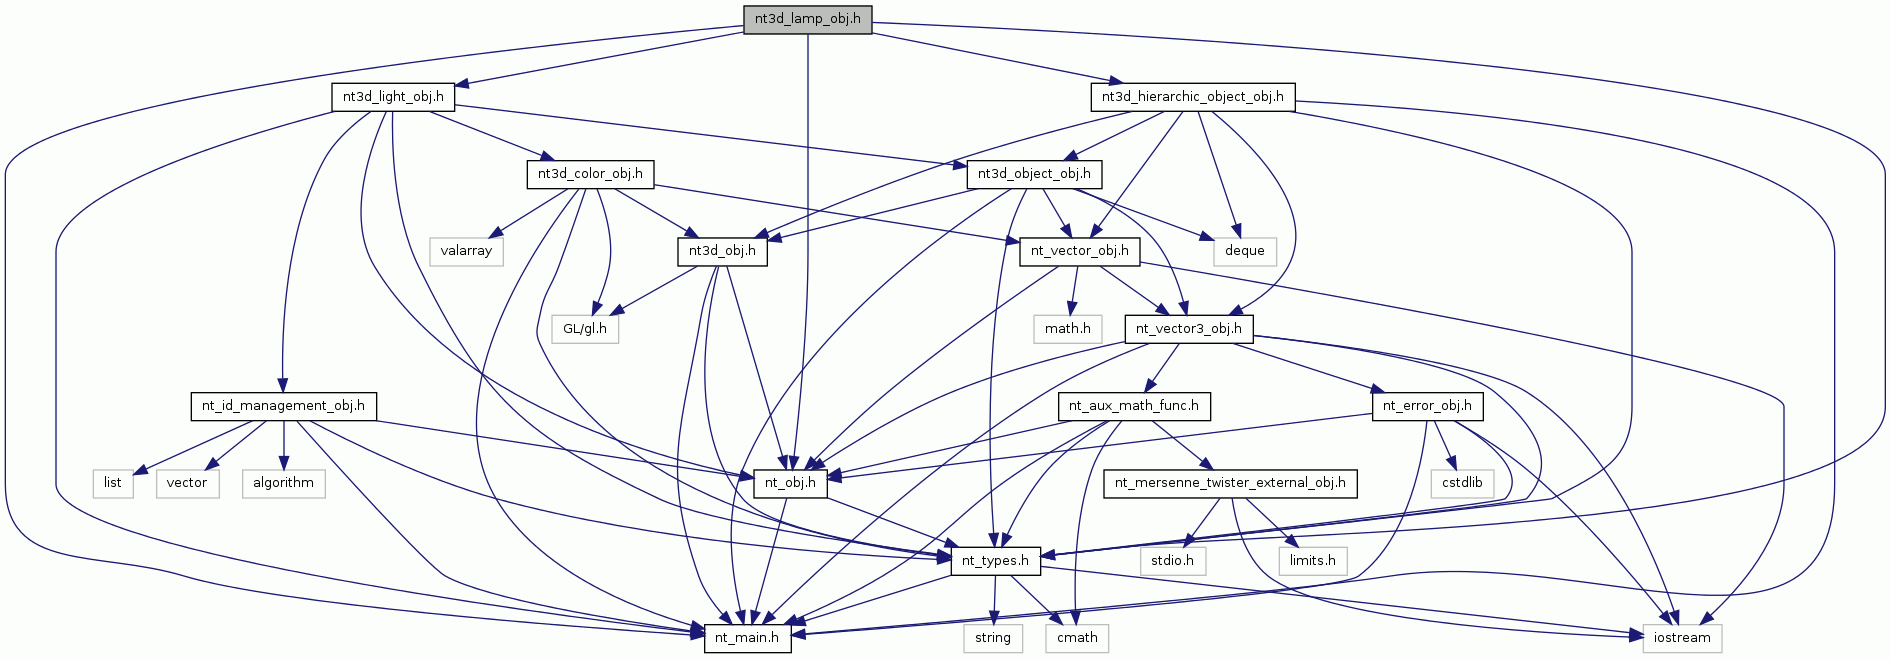 nt3d_lamp_obj.h
nt3d_light_obj.h
nt3d_hierarchic_object_obj.h
nt3d_color_obj.h
nt3d_object_obj.h
valarray
nt3d_obj.h
nt_vector_obj.h
deque
GL/gl.h
math.h
nt_vector3_obj.h
nt_id_management_obj.h
nt_aux_math_func.h
nt_error_obj.h
list
vector
algorithm
nt_obj.h
nt_mersenne_twister_external_obj.h
cstdlib
nt_types.h
stdio.h
limits.h
nt_main.h
string
cmath
iostream